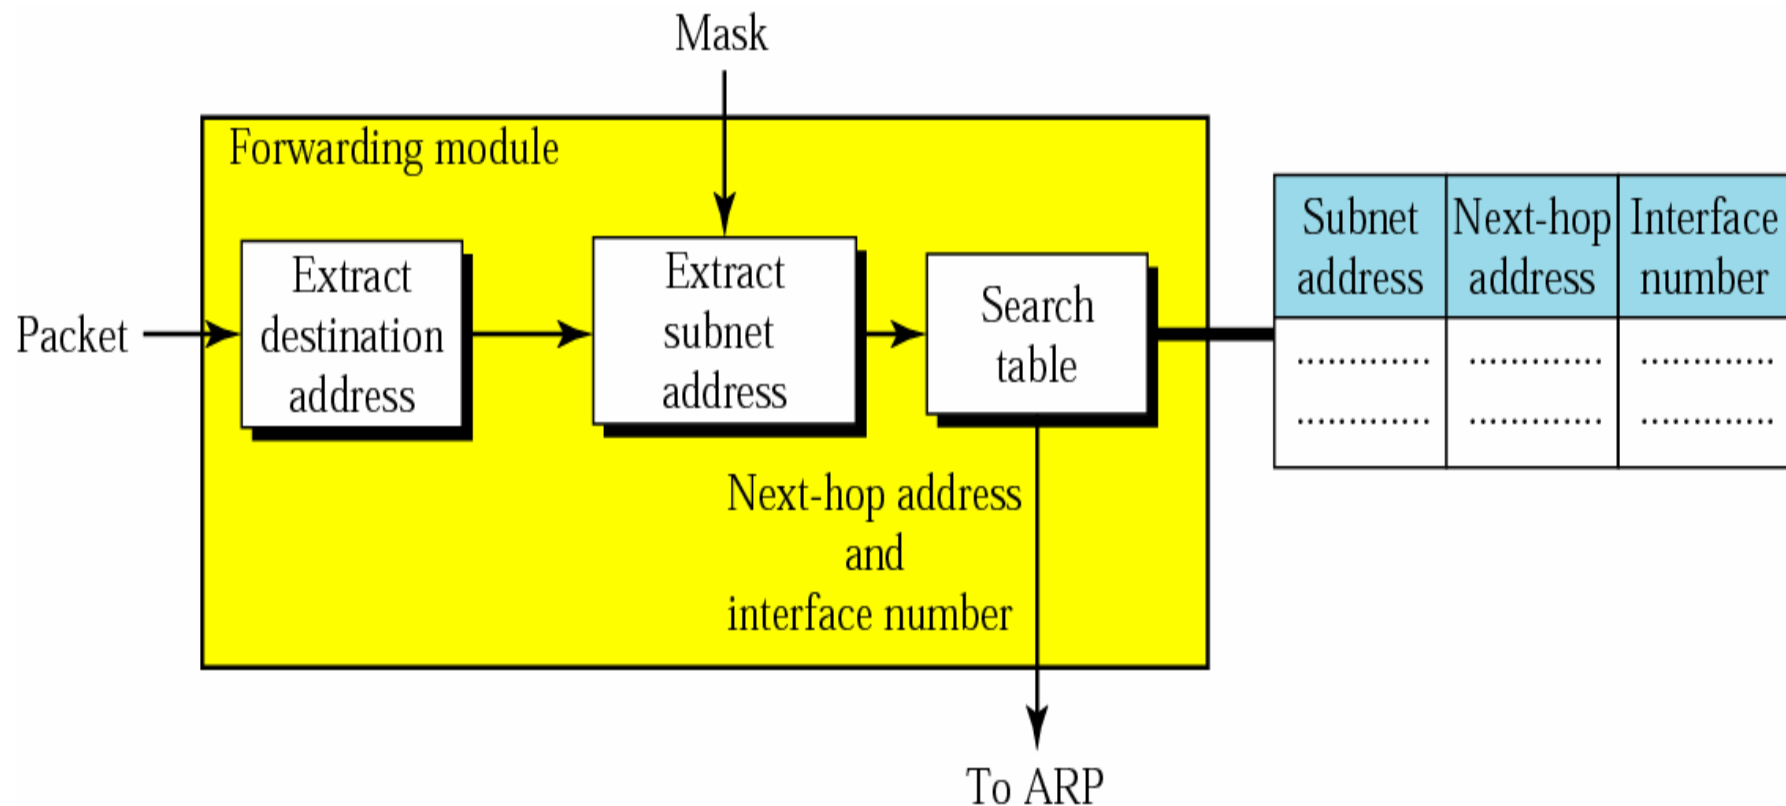 Mask
Forwarding module
Packet
Extract
destination
address
Extract
subnet
address
Search
table
Subnet
address
Next-hop
address
Interface
number
.............
.............
.............
.............
.............
.............
Next-hop address
and
interface number
To ARP